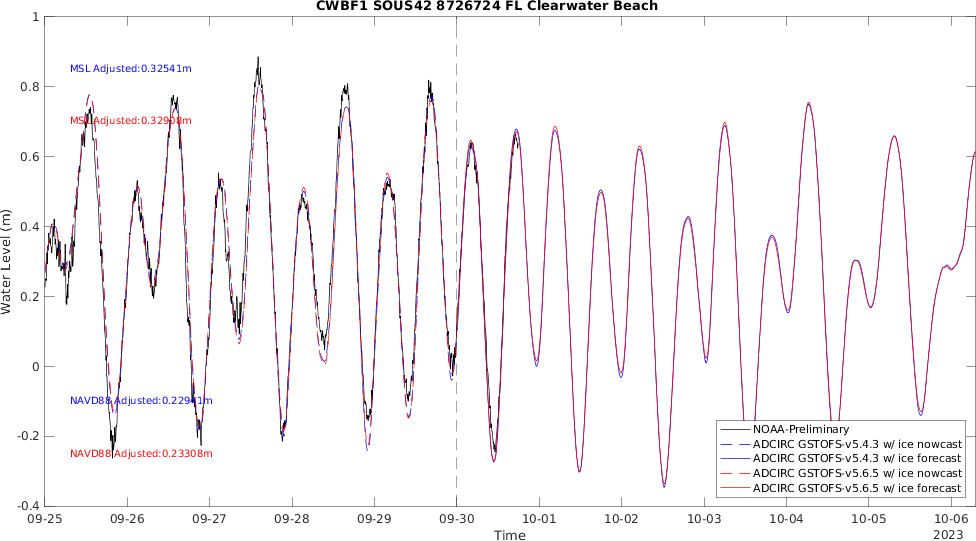 CWBF1 SOUS42 8726724 FL Clearwater Beach
1
0.8
0.6
0.4
0.2
0
-0.2
-0.4
Water Level (m)
MSL Adjusted:0.32541m
MSL Adjusted:0.32908m
NAVD88 Adjusted:0.22941m
NAVD88 Adjusted:0.23308m
NOAA-Preliminary
ADCIRC GSTOFS-v5.4.3 w/ ice nowcast
ADCIRC GSTOFS-v5.4.3 w/ ice forecast
ADCIRC GSTOFS-v5.6.5 w/ ice nowcast
ADCIRC GSTOFS-v5.6.5 w/ ice forecast
09-25 09-26 09-27 09-28 09-29 09-30 10-01 10-02 10-03 10-04 10-05 10-06
Time
2023